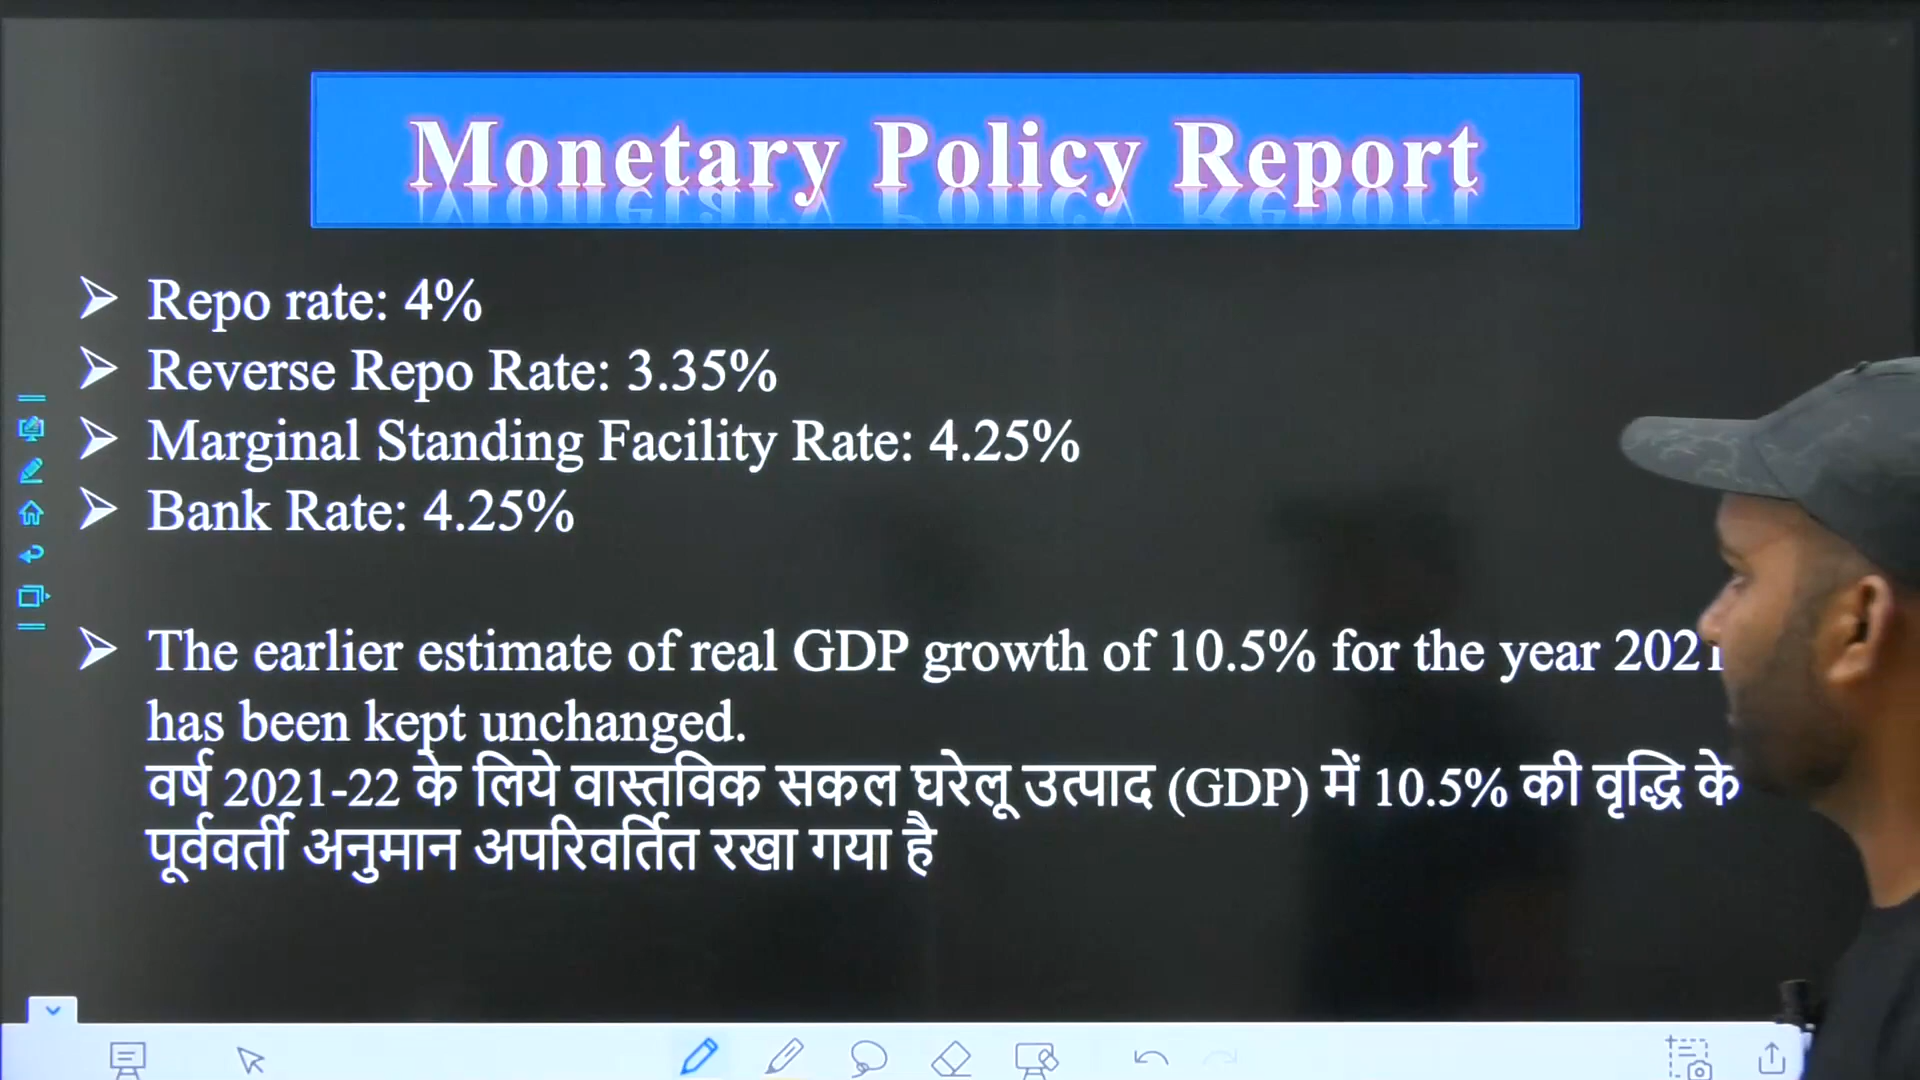 Monetary Policy Report
➢ Repo rate: 4%
➢ Reverse Repo Rate: 3.35%
➢ Marginal Standing Facility Rate: 4.25%
➢ Bank Rate: 4.25%
➢ The earlier estimate of real GDP growth of 10.5% for the year 2021
has been kept unchanged.
वर्ष 2021-22 के लिये वास्तविक सकल घरेलू उत्पाद (GDP) में 10.5% की वृद्धि के
पूर्ववर्ती अनुमान अपरिवर्तित रखा गया है